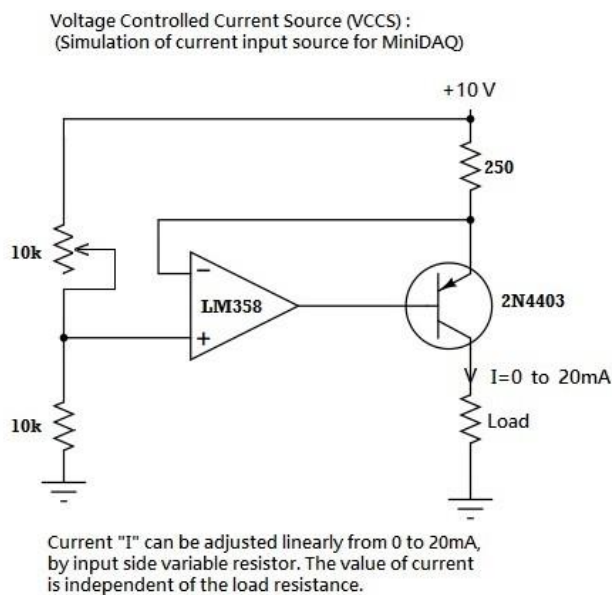 Voltage Controlled Current Source (VCCS) :
(Simulation of current input source for MiniDAQ)
+10 V
250
10k
−
LM358
+
2N4403
I=0 to 20mA
Load
10k
Current "I" can be adjusted linearly from 0 to 20mA,
by input side variable resistor. The value of current
is independent of the load resistance.